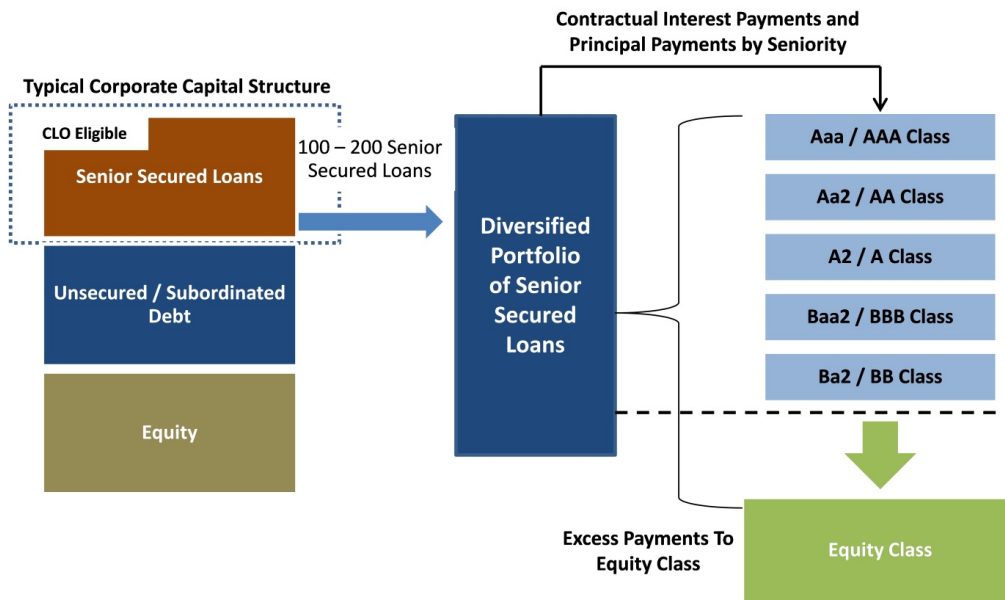 Contractual Interest Payments and
Principal Payments by Seniority
Typical Corporate Capital Structure
CLO Eligible
Senior Secured Loans
100 – 200 Senior
Secured Loans
Unsecured / Subordinated
Debt
Equity
Diversified
Portfolio
of Senior
Secured
Loans
Aaa / AAA Class
Aa2 / AA Class
A2 / A Class
Baa2 / BBB Class
Ba2 / BB Class
Excess Payments To
Equity Class
Equity Class